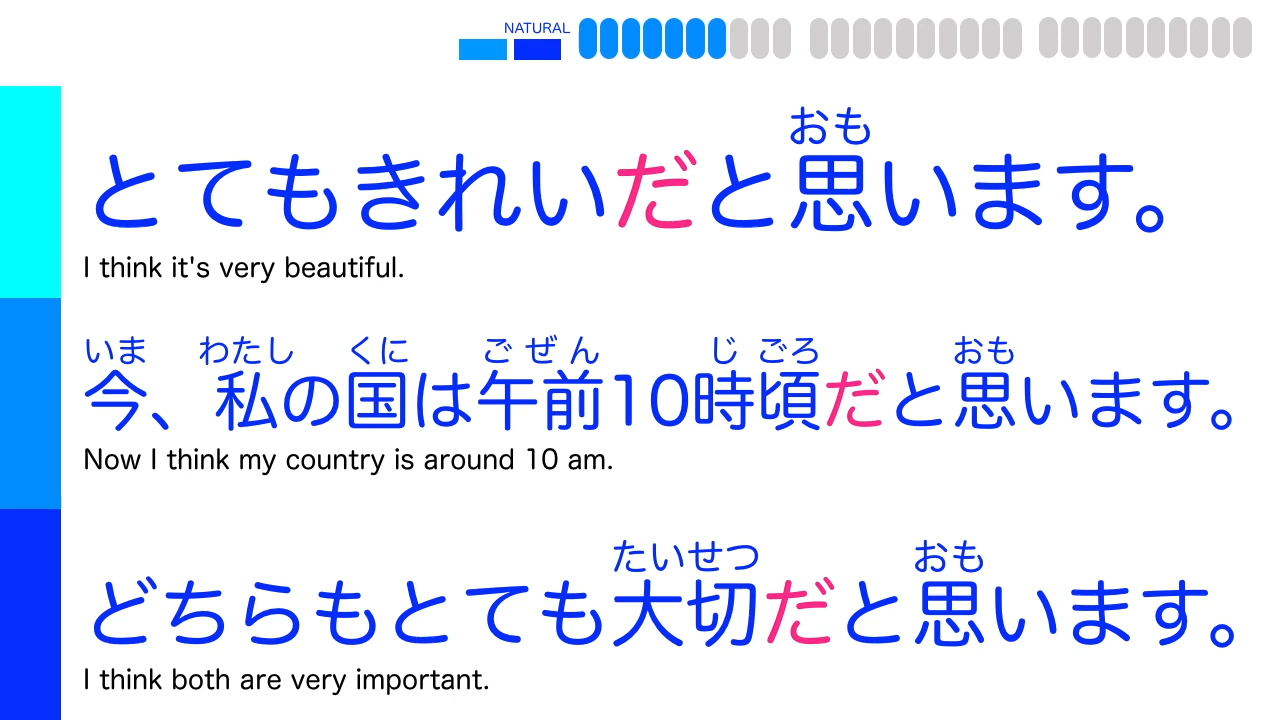 NATURAL
おも
とてもきれいだと思います。
I think it's very beautiful.
いま わたし くに ごぜん じ ごろ おも
今、私の国は午前10時頃だと思います。
Now I think my country is around 10 am.
たいせつ おも
どちらもとても大切だと思います。
I think both are very important.